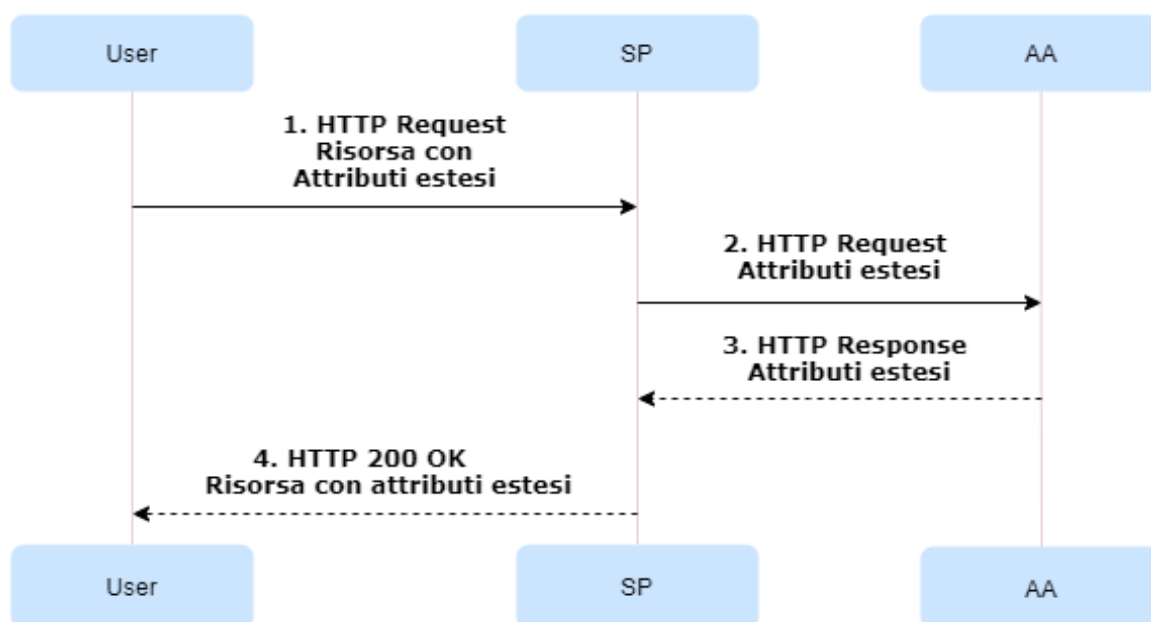 User
SP
AA
1. HTTP Request
Risorsa con
Attributi estesi
2. HTTP Request
Attributi estesi
3. HTTP Response
Attributi estesi
4. HTTP 200 OK
Risorsa con attributi estesi
User
SP
AA